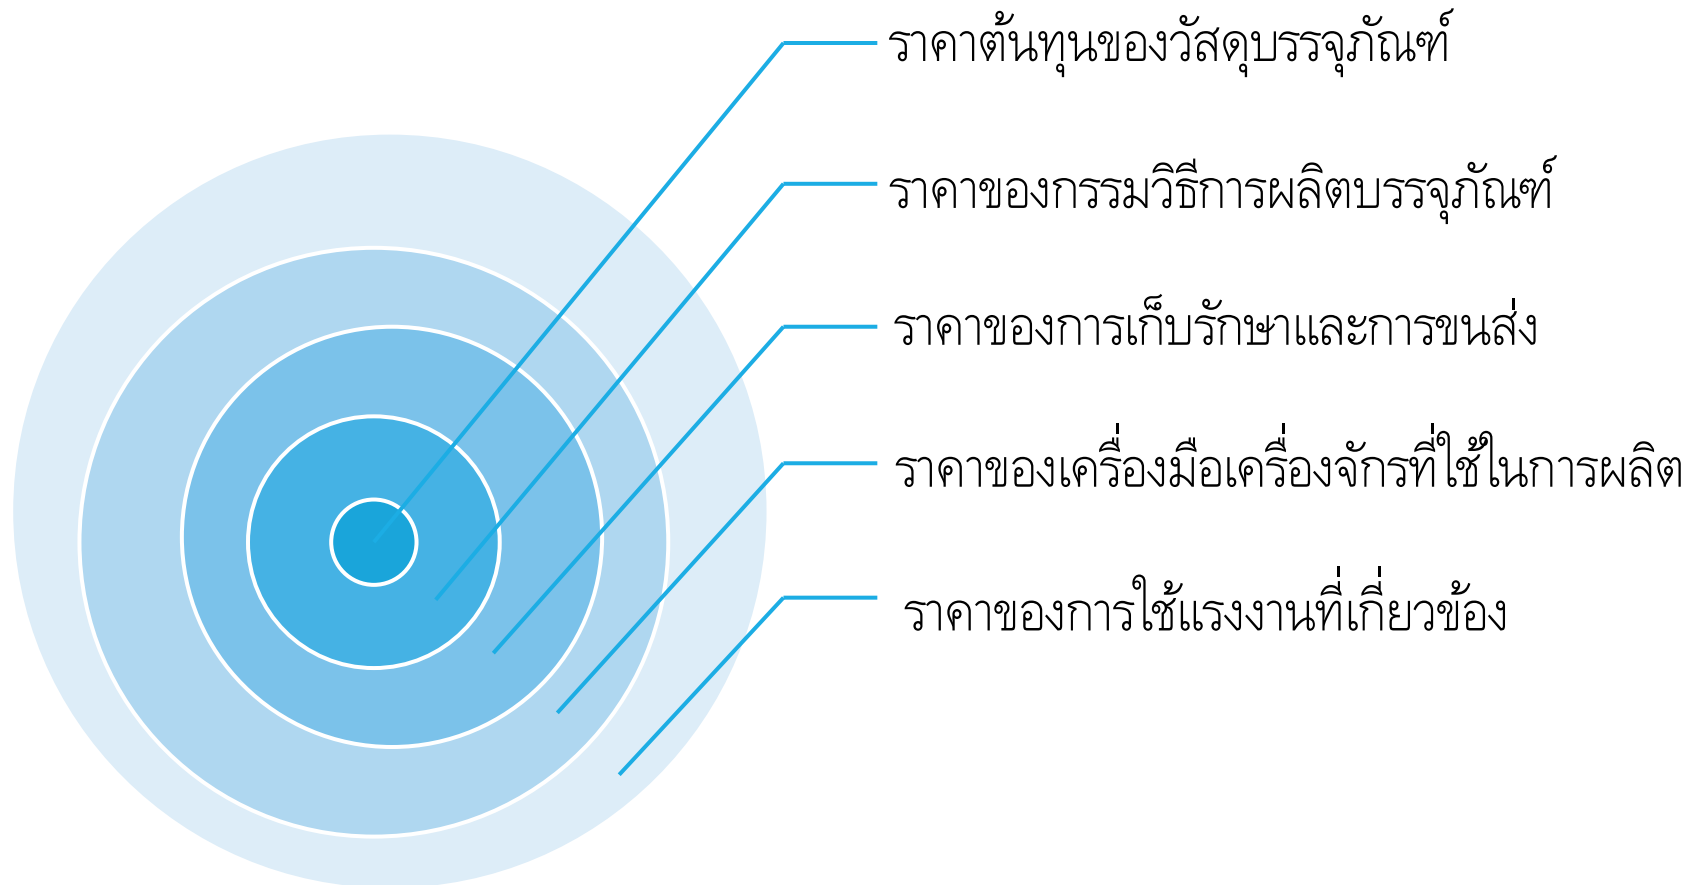 ราคาต้นทุนของวัสดุบรรจุภัณฑ์
ราคาของกรรมวิธีการผลิตบรรจุภัณฑ์
ราคาของการเก็บรักษาและการขนส่ง
ราคาของเครื่องมือเครื่องจักรที่ใช้ในการผลิต
ราคาของการใช้แรงงานที่เกี่ยวข้อง